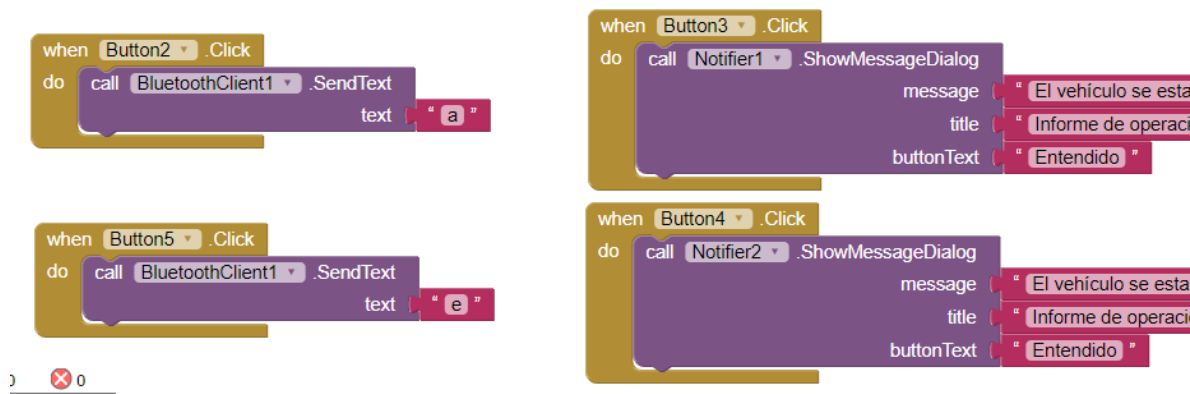 when Button2 .Click
do call BluetoothClient1 .SendText
text " a "
when Button5 .Click
do call BluetoothClient1 .SendText
text " e "
0
when Button3 .Click
do call Notifier1 .ShowMessageDialog
message " El vehículo se esta
title " Informe de
buttonText " Entendido "
when Button4 .Click
do call Notifier2 .ShowMessageDialog
message " El vehículo se esta
title " Informe de
buttonText " Entendido "